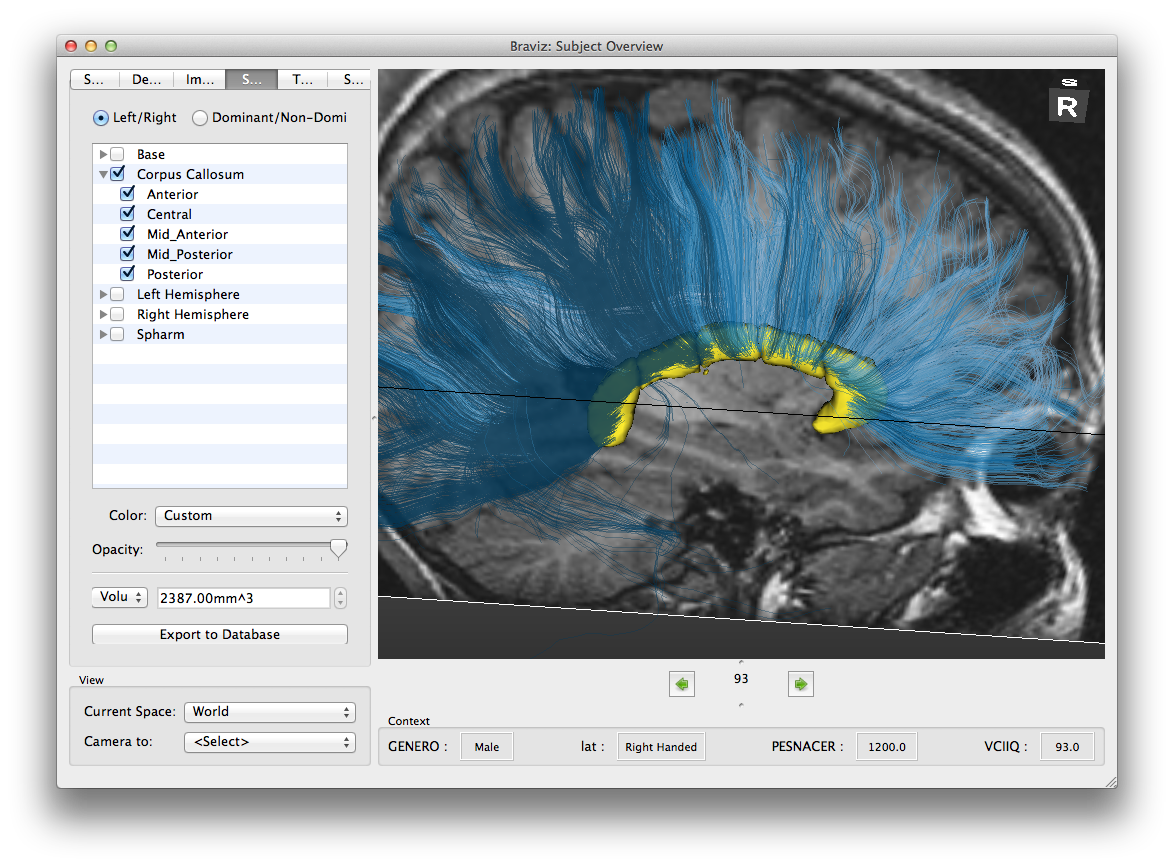 Braviz: Subject Overview
S... De... Im... S... T... S...
Left/Right Dominant/Non-Domi
Base
Corpus Callosum
Anterior
Central
Mid_Anterior
Mid_Posterior
Posterior
Left Hemisphere
Right Hemisphere
Spharm
Color: Custom
Opacity:
Volu 2387.00mm^3
Export to Database
View
Current Space: World
Camera to: <Select>
S
R
93
Context
GENERO : Male lat : Right Handed PESNACER : 1200.0 VCIIQ : 93.0